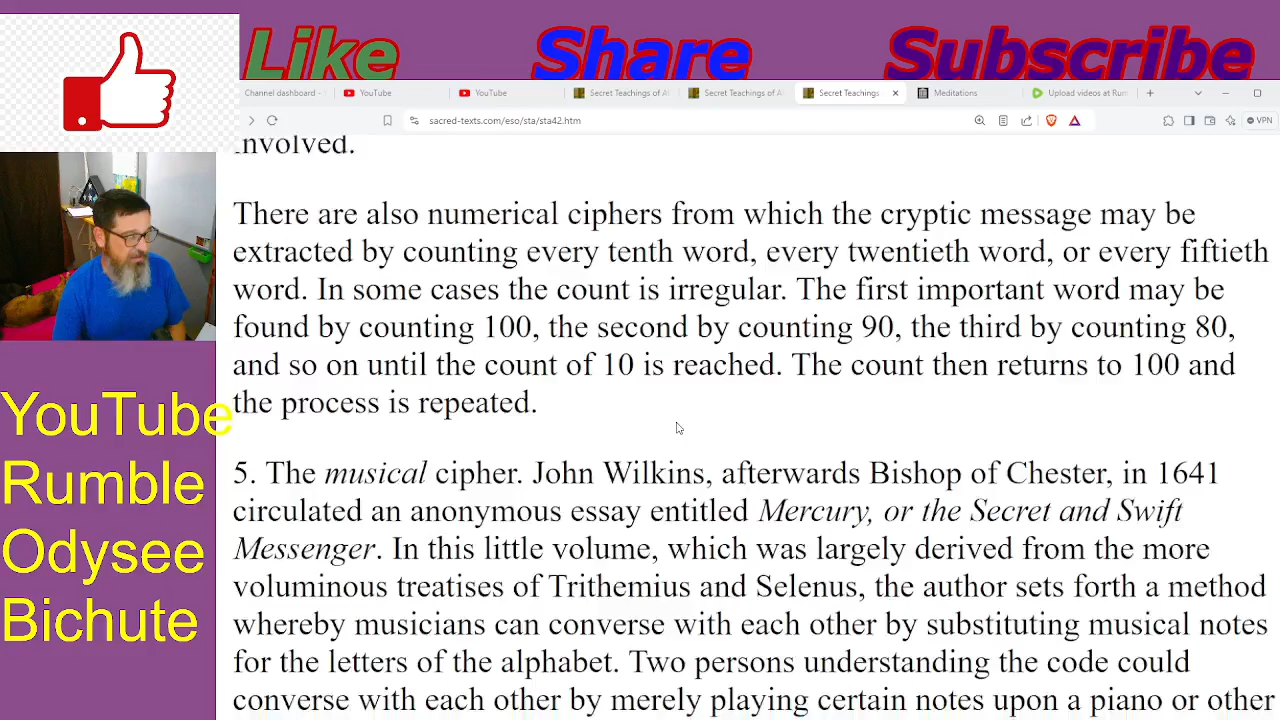 Like Share Subscribe
Channel dashboard - YouTube YouTube Secret Teachings of A Secret Teachings of A Secret Teachings Meditations Upload videos at Rum
sacred-texts.com/eso/sta/sta42.htm VPN
involved.
There are also numerical ciphers from which the cryptic message may be
extracted by counting every tenth word, every twentieth word, or every fiftieth
word. In some cases the count is irregular. The first important word may be
found by counting 100, the second by counting 90, the third by counting 80,
and so on until the count of 10 is reached. The count then returns to 100 and
the process is repeated.
5. The musical cipher. John Wilkins, afterwards Bishop of Chester, in 1641
circulated an anonymous essay entitled Mercury, or the Secret and Swift
Messenger. In this little volume, which was largely derived from the more
voluminous treatises of Trithemius and Selenus, the author sets forth a method
whereby musicians can converse with each other by substituting musical notes
for the letters of the alphabet. Two persons understanding the code could
converse with each other by merely playing certain notes upon a piano or other
YouTube
Rumble
Odysee
Bichute